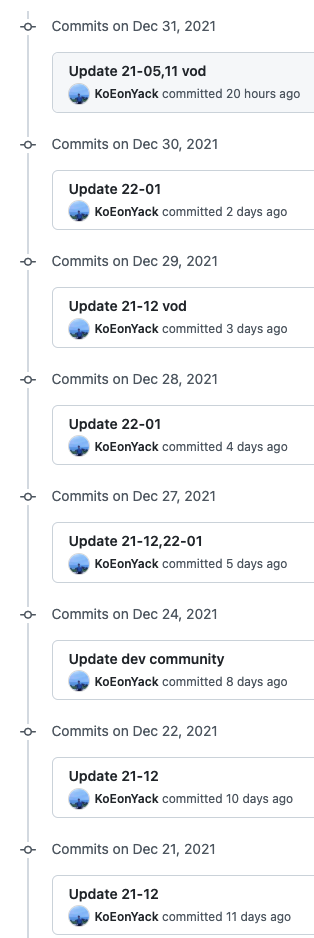 Commits on Dec 31, 2021
Update 21-05,11 vod
KoEonYack committed 20 hours ago
Commits on Dec 30, 2021
Update 22-01
KoEonYack committed 2 days ago
Commits on Dec 29, 2021
Update 21-12 vod
KoEonYack committed 3 days ago
Commits on Dec 28, 2021
Update 22-01
KoEonYack committed 4 days ago
Commits on Dec 27, 2021
Update 21-12,22-01
KoEonYack committed 5 days ago
Commits on Dec 24, 2021
Update dev community
KoEonYack committed 8 days ago
Commits on Dec 22, 2021
Update 21-12
KoEonYack committed 10 days ago
Commits on Dec 21, 2021
Update 21-12
KoEonYack committed 11 days ago